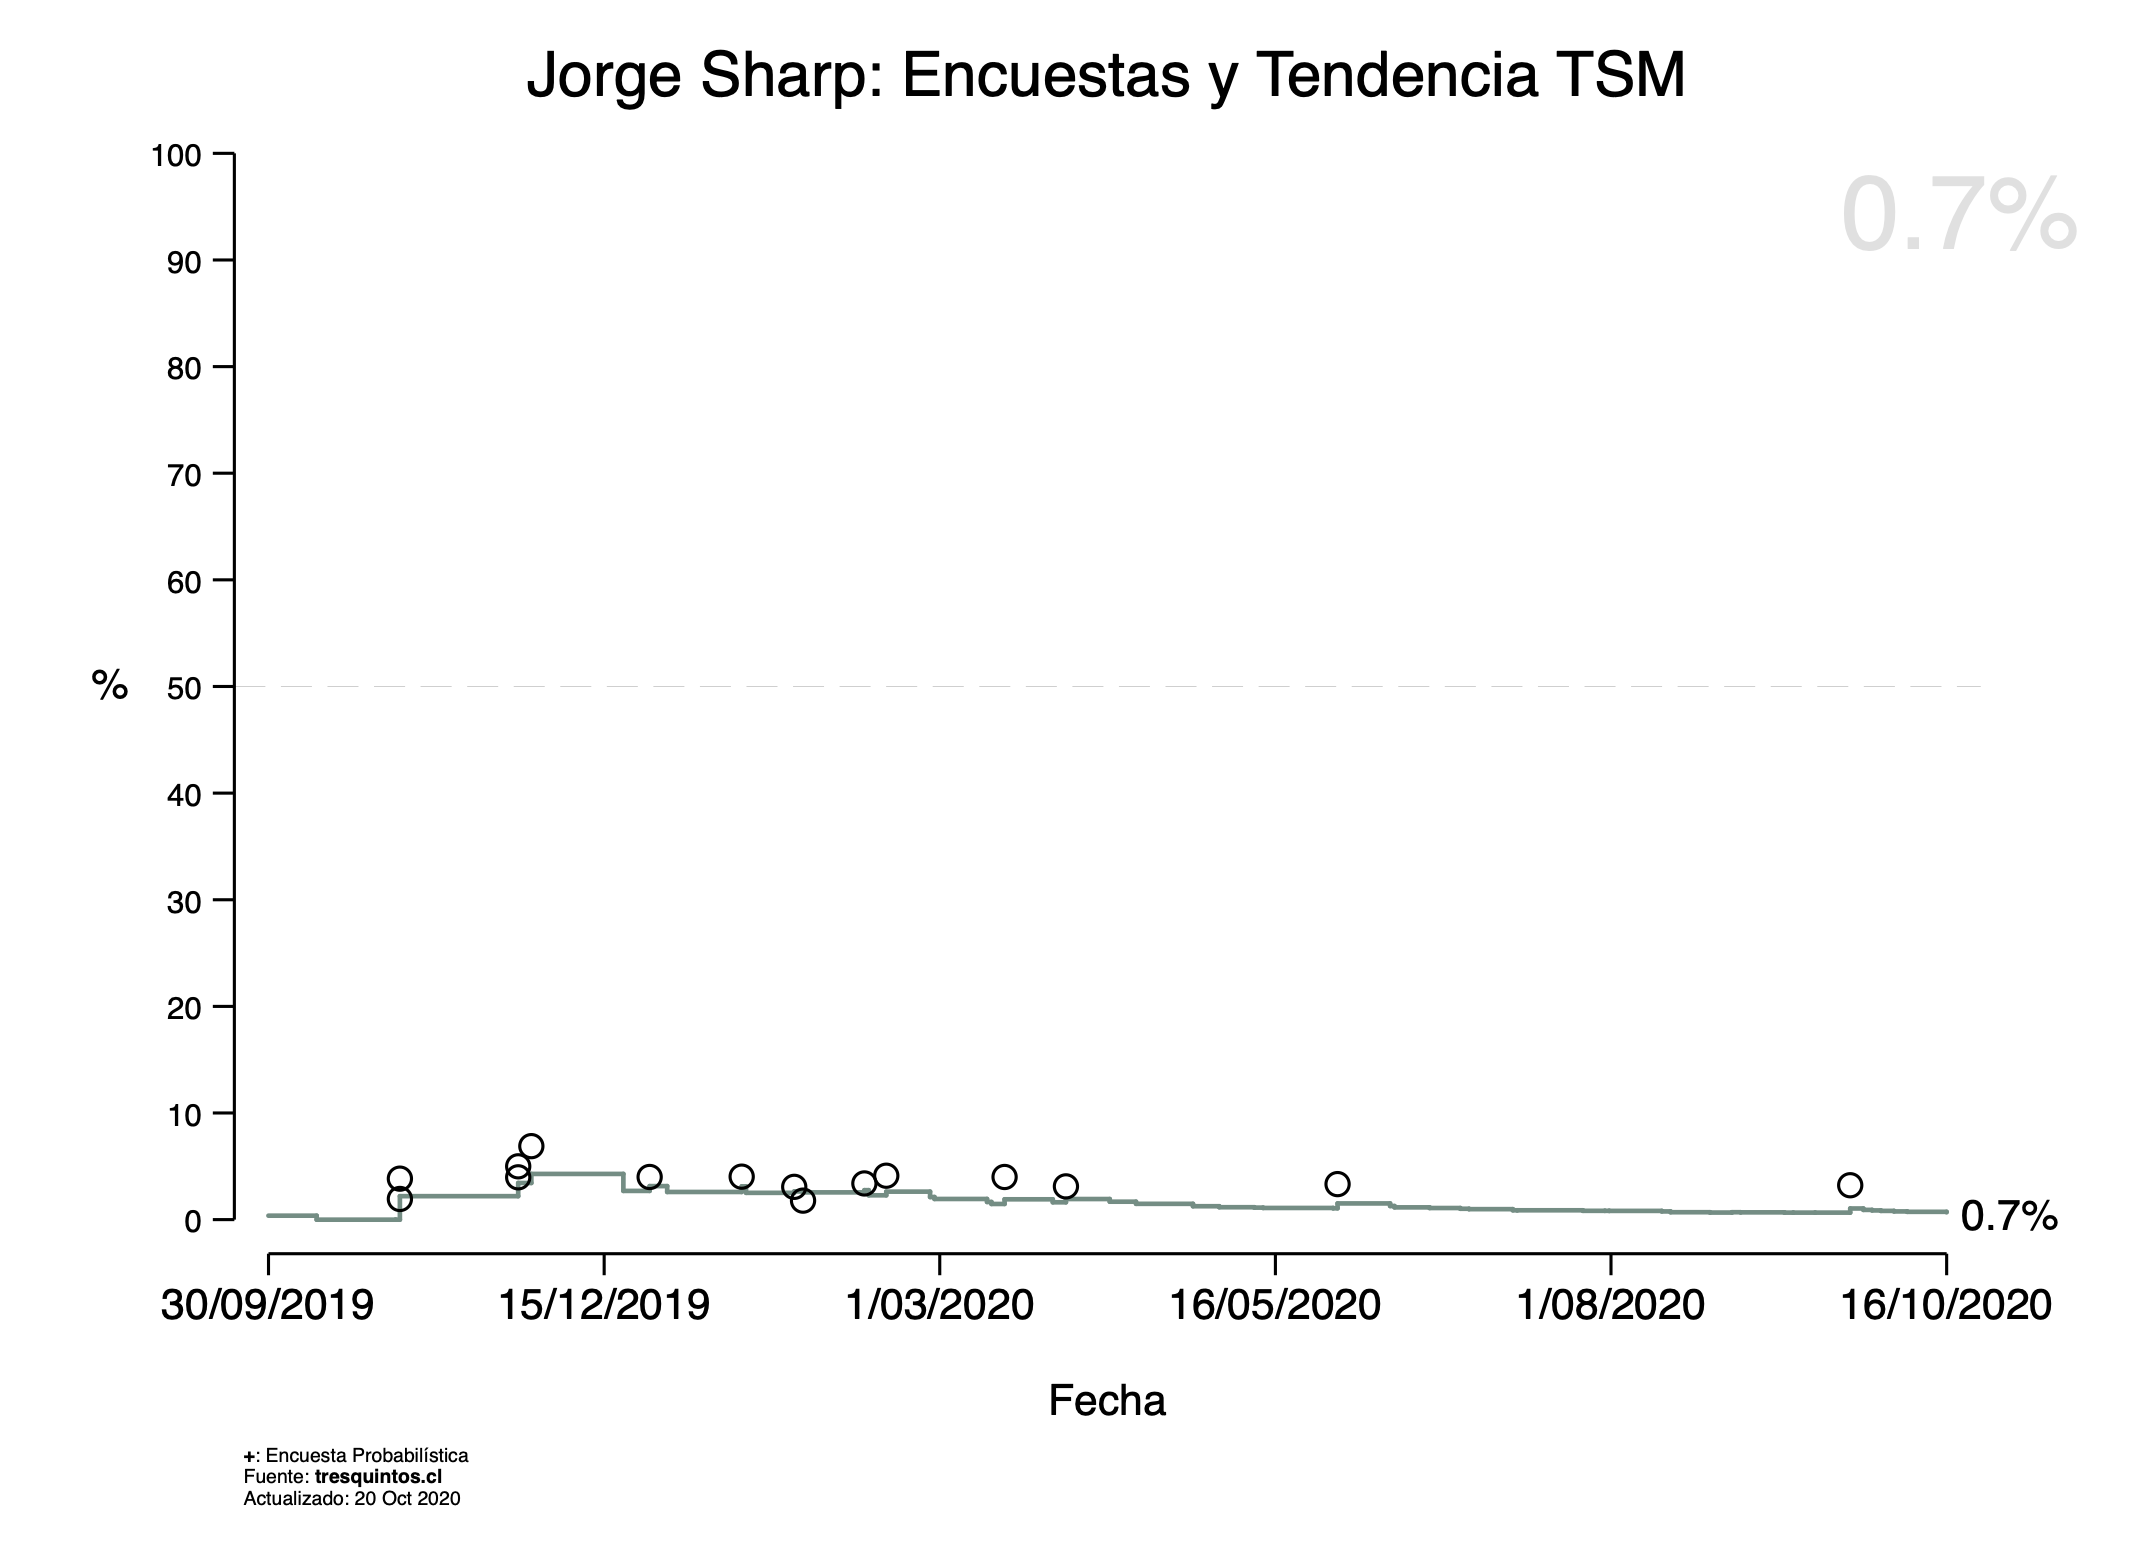 Jorge Sharp: Encuestas y Tendencia TSM
0.7%
100
90
80
70
60
% 50
40
30
20
10
0
0.7%
30/09/2019 15/12/2019 1/03/2020 16/05/2020 1/08/2020 16/10/2020
Fecha
+: Encuesta Probabilística
Fuente: tresquintos.cl
Actualizado: 20 Oct 2020